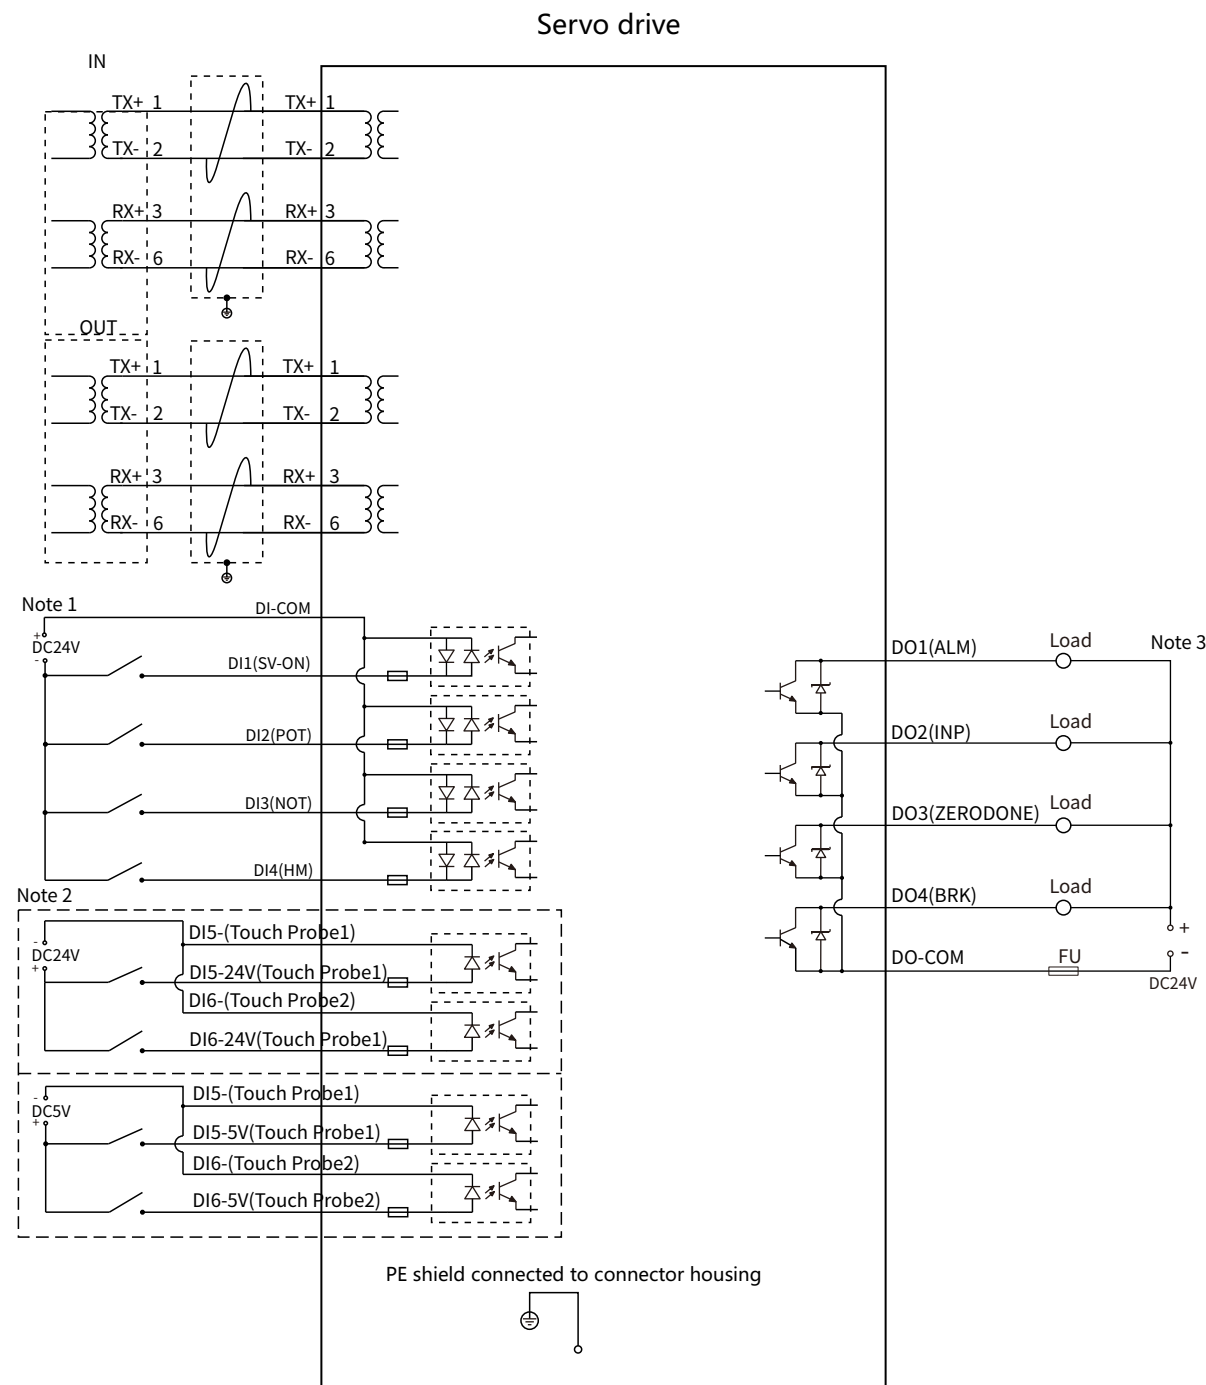 Servo drive
IN
TX+ 1 TX+ 1
TX- 2 TX- 2
RX+ 3 RX+ 3
RX- 6 RX- 6
OUT
TX+ 1 TX+ 1
TX- 2 TX- 2
RX+ 3 RX+ 3
RX- 6 RX- 6
Note 1
DI-COM
+
DC24V
-
DI1(SV-ON)
DI2(POT)
DI3(NOT)
DI4(HM)
Note 2
DI5-(Touch Probe1)
-
DC24V
+
DI5-24V(Touch Probe1)
DI6-(Touch Probe2)
DI6-24V(Touch Probe1)
DI5-(Touch Probe1)
-
DC5V
+
DI5-5V(Touch Probe1)
DI6-(Touch Probe2)
DI6-5V(Touch Probe2)
DO1(ALM) Load Note 3
DO2(INP) Load
DO3(ZERODONE) Load
DO4(BRK) Load
+
DO-COM FU -
DC24V
PE shield connected to connector housing